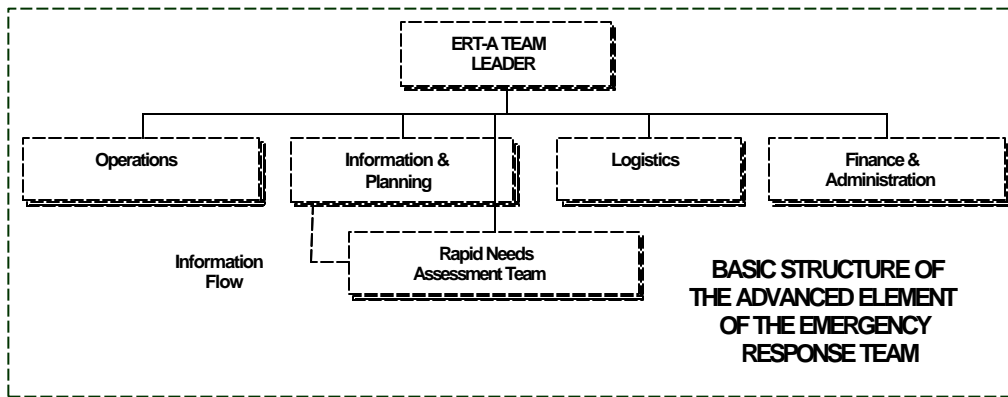 ERT-A TEAM
LEADER
Operations
Information &
Planning
Logistics
Finance &
Administration
Information
Flow
Rapid Needs
Assessment Team
BASIC STRUCTURE OF
THE ADVANCED ELEMENT
OF THE EMERGENCY
RESPONSE TEAM